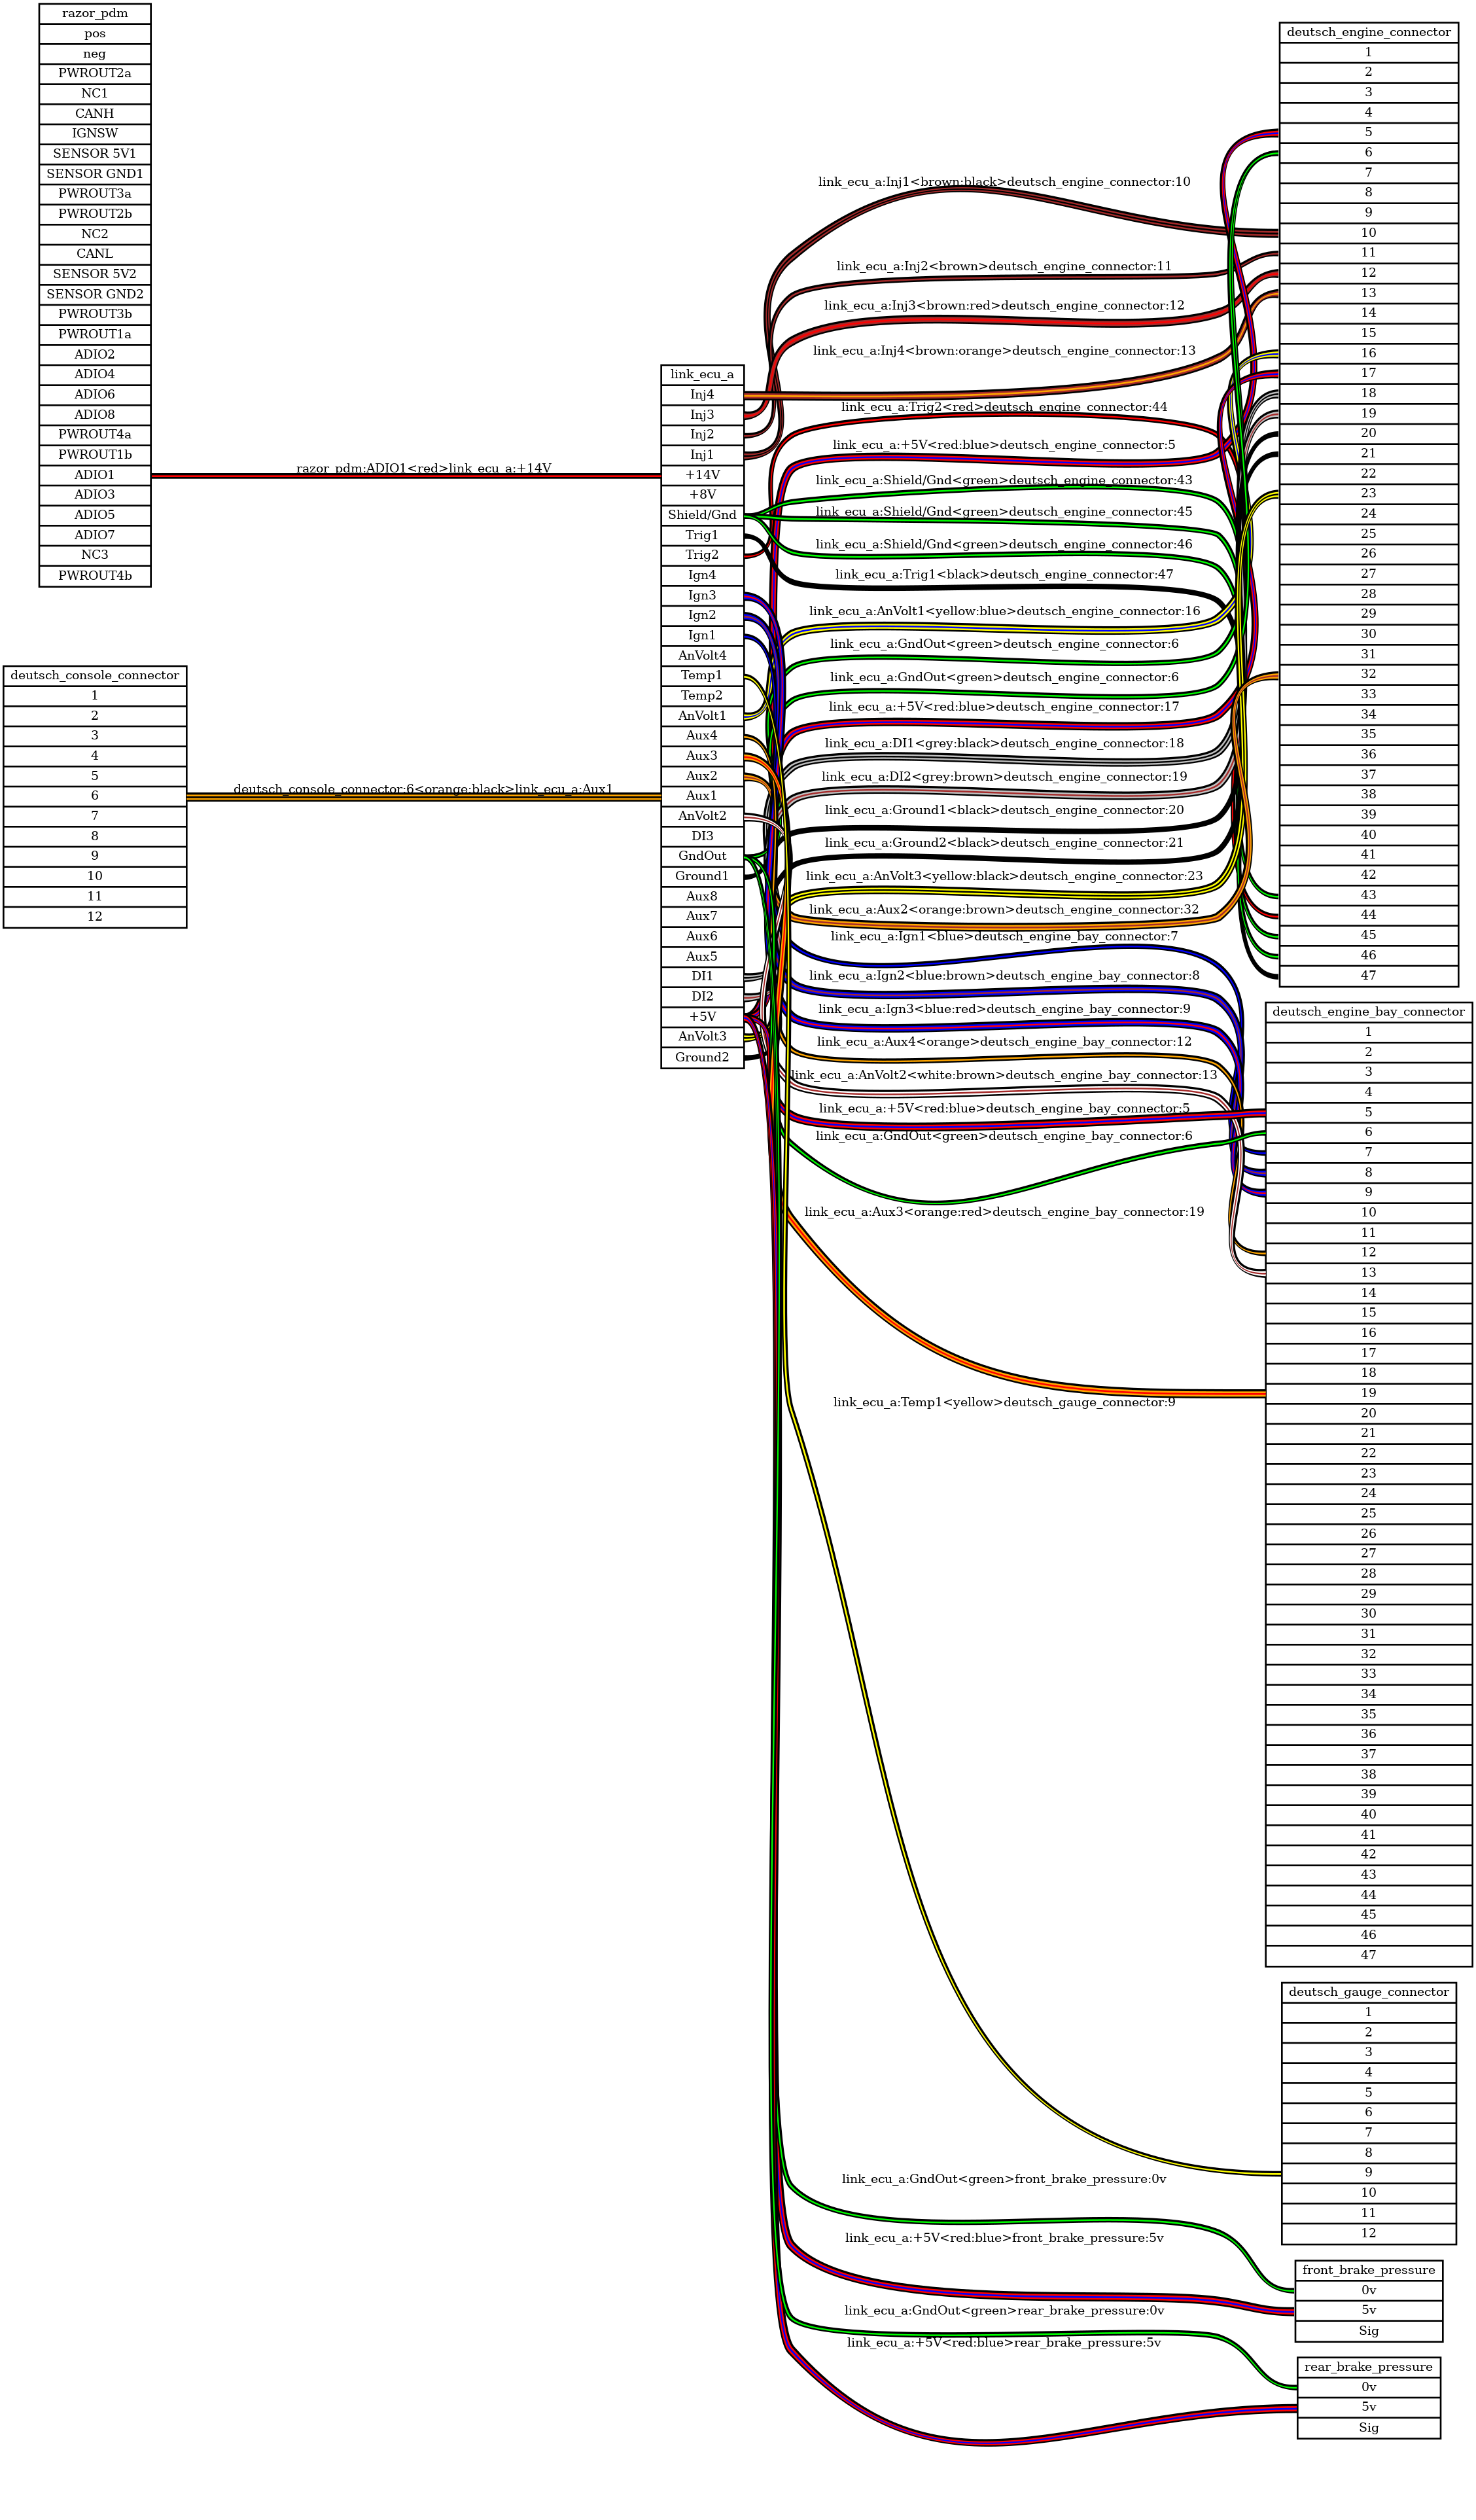 razor_pdm
pos
neg
PWROUT2a
NC1
CANH
IGNSW
SENSOR 5V1
SENSOR GND1
PWROUT3a
PWROUT2b
NC2
CANL
SENSOR 5V2
SENSOR GND2
PWROUT3b
PWROUT1a
ADIO2
ADIO4
ADIO6
ADIO8
PWROUT4a
PWROUT1b
ADIO1
ADIO3
ADIO5
ADIO7
NC3
PWROUT4b
deutsch_console_connector
1
2
3
4
5
6
7
8
9
10
11
12
razor_pdm:ADIO1<red>link_ecu_a:+14V
deutsch_console_connector:6<orange:black>link_ecu_a:Aux1
link_ecu_a
Inj4
Inj3
Inj2
Inj1
+14V
+8V
Shield/Gnd
Trig1
Trig2
Ign4
Ign3
Ign2
Ign1
AnVolt4
Temp1
Temp2
AnVolt1
Aux4
Aux3
Aux2
Aux1
AnVolt2
DI3
GndOut
Ground1
Aux8
Aux7
Aux6
Aux5
DI1
DI2
+5V
AnVolt3
Ground2
link_ecu_a:Inj1<brown:black>deutsch_engine_connector:10
link_ecu_a:Inj2<brown>deutsch_engine_connector:11
link_ecu_a:Inj3<brown:red>deutsch_engine_connector:12
link_ecu_a:Inj4<brown:orange>deutsch_engine_connector:13
link_ecu_a:Trig2<red>deutsch_engine_connector:44
link_ecu_a:+5V<red:blue>deutsch_engine_connector:5
link_ecu_a:Shield/Gnd<green>deutsch_engine_connector:43
link_ecu_a:Shield/Gnd<green>deutsch_engine_connector:45
link_ecu_a:Shield/Gnd<green>deutsch_engine_connector:46
link_ecu_a:Trig1<black>deutsch_engine_connector:47
link_ecu_a:AnVolt1<yellow:blue>deutsch_engine_connector:16
link_ecu_a:GndOut<green>deutsch_engine_connector:6
link_ecu_a:GndOut<green>deutsch_engine_connector:6
link_ecu_a:+5V<red:blue>deutsch_engine_connector:17
link_ecu_a:DI1<grey:black>deutsch_engine_connector:18
link_ecu_a:DI2<grey:brown>deutsch_engine_connector:19
link_ecu_a:Ground1<black>deutsch_engine_connector:20
link_ecu_a:Ground2<black>deutsch_engine_connector:21
link_ecu_a:AnVolt3<yellow:black>deutsch_engine_connector:23
link_ecu_a:Aux2<orange:brown>deutsch_engine_connector:32
link_ecu_a:Ign1<blue>deutsch_engine_bay_connector:7
link_ecu_a:Ign2<blue:brown>deutsch_engine_bay_connector:8
link_ecu_a:Ign3<blue:red>deutsch_engine_bay_connector:9
link_ecu_a:Aux4<orange>deutsch_engine_bay_connector:12
link_ecu_a:AnVolt2<white:brown>deutsch_engine_bay_connector:13
link_ecu_a:+5V<red:blue>deutsch_engine_bay_connector:5
link_ecu_a:GndOut<green>deutsch_engine_bay_connector:6
link_ecu_a:Aux3<orange:red>deutsch_engine_bay_connector:19
link_ecu_a:Temp1<yellow>deutsch_gauge_connector:9
link_ecu_a:GndOut<green>front_brake_pressure:0v
link_ecu_a:+5V<red:blue>front_brake_pressure:5v
link_ecu_a:GndOut<green>rear_brake_pressure:0v
link_ecu_a:+5V<red:blue>rear_brake_pressure:5v
deutsch_engine_connector
1
2
3
4
5
6
7
8
9
10
11
12
13
14
15
16
17
18
19
20
21
22
23
24
25
26
27
28
29
30
31
32
33
34
35
36
37
38
39
40
41
42
43
44
45
46
47
deutsch_engine_bay_connector
1
2
3
4
5
6
7
8
9
10
11
12
13
14
15
16
17
18
19
20
21
22
23
24
25
26
27
28
29
30
31
32
33
34
35
36
37
38
39
40
41
42
43
44
45
46
47
deutsch_gauge_connector
1
2
3
4
5
6
7
8
9
10
11
12
front_brake_pressure
0v
5v
Sig
rear_brake_pressure
0v
5v
Sig